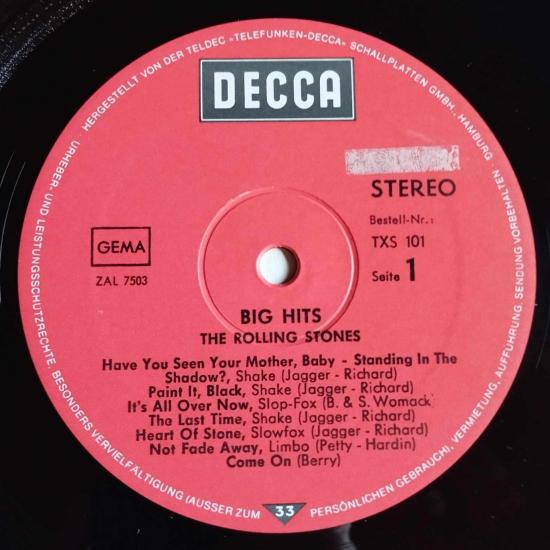 HERGESTELLT VON DER TELDEC »TELEFUNKEN-DECCA« SCHALLPLATTEN GMBH., HAMBURG
URHEBER- UND LEISTUNGSSCHUTZRECHTE. BESONDERS VERVIELFÄLTIGUNG (AUSSER ZUM PERSÖNLICHEN GEBRAUCH), VERMIETUNG, AUFFÜHRUNG, SENDUNG VORBEHALTEN.
DECCA
STEREO
Bestell-Nr.:
TXS 101
Seite 1
GEMA
ZAL 7503
BIG HITS
THE ROLLING STONES
Have You Seen Your Mother, Baby - Standing In The
Shadow?, Shake (Jagger - Richard)
Paint It, Black, Shake (Jagger - Richard)
It's All Over Now, Slop-Fox (B. & S. Womack
The Last Time, Shake (Jagger - Richard)
Heart Of Stone, Slowfox (Jagger - Richard)
Not Fade Away, Limbo (Petty - Hardin)
Come On (Berry)
33